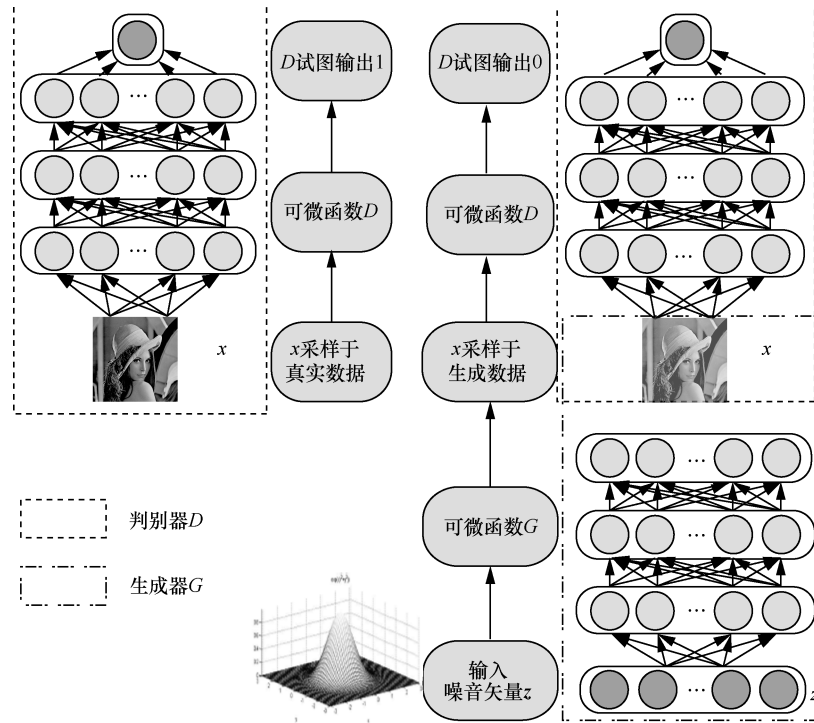 D试图输出1
D试图输出0
...
...
可微函数D
可微函数D
...
...
...
...
x
x采样于
真实数据
x采样于
生成数据
x
...
判别器D
可微函数G
...
生成器G
...
输入
噪音矢量z
...
z